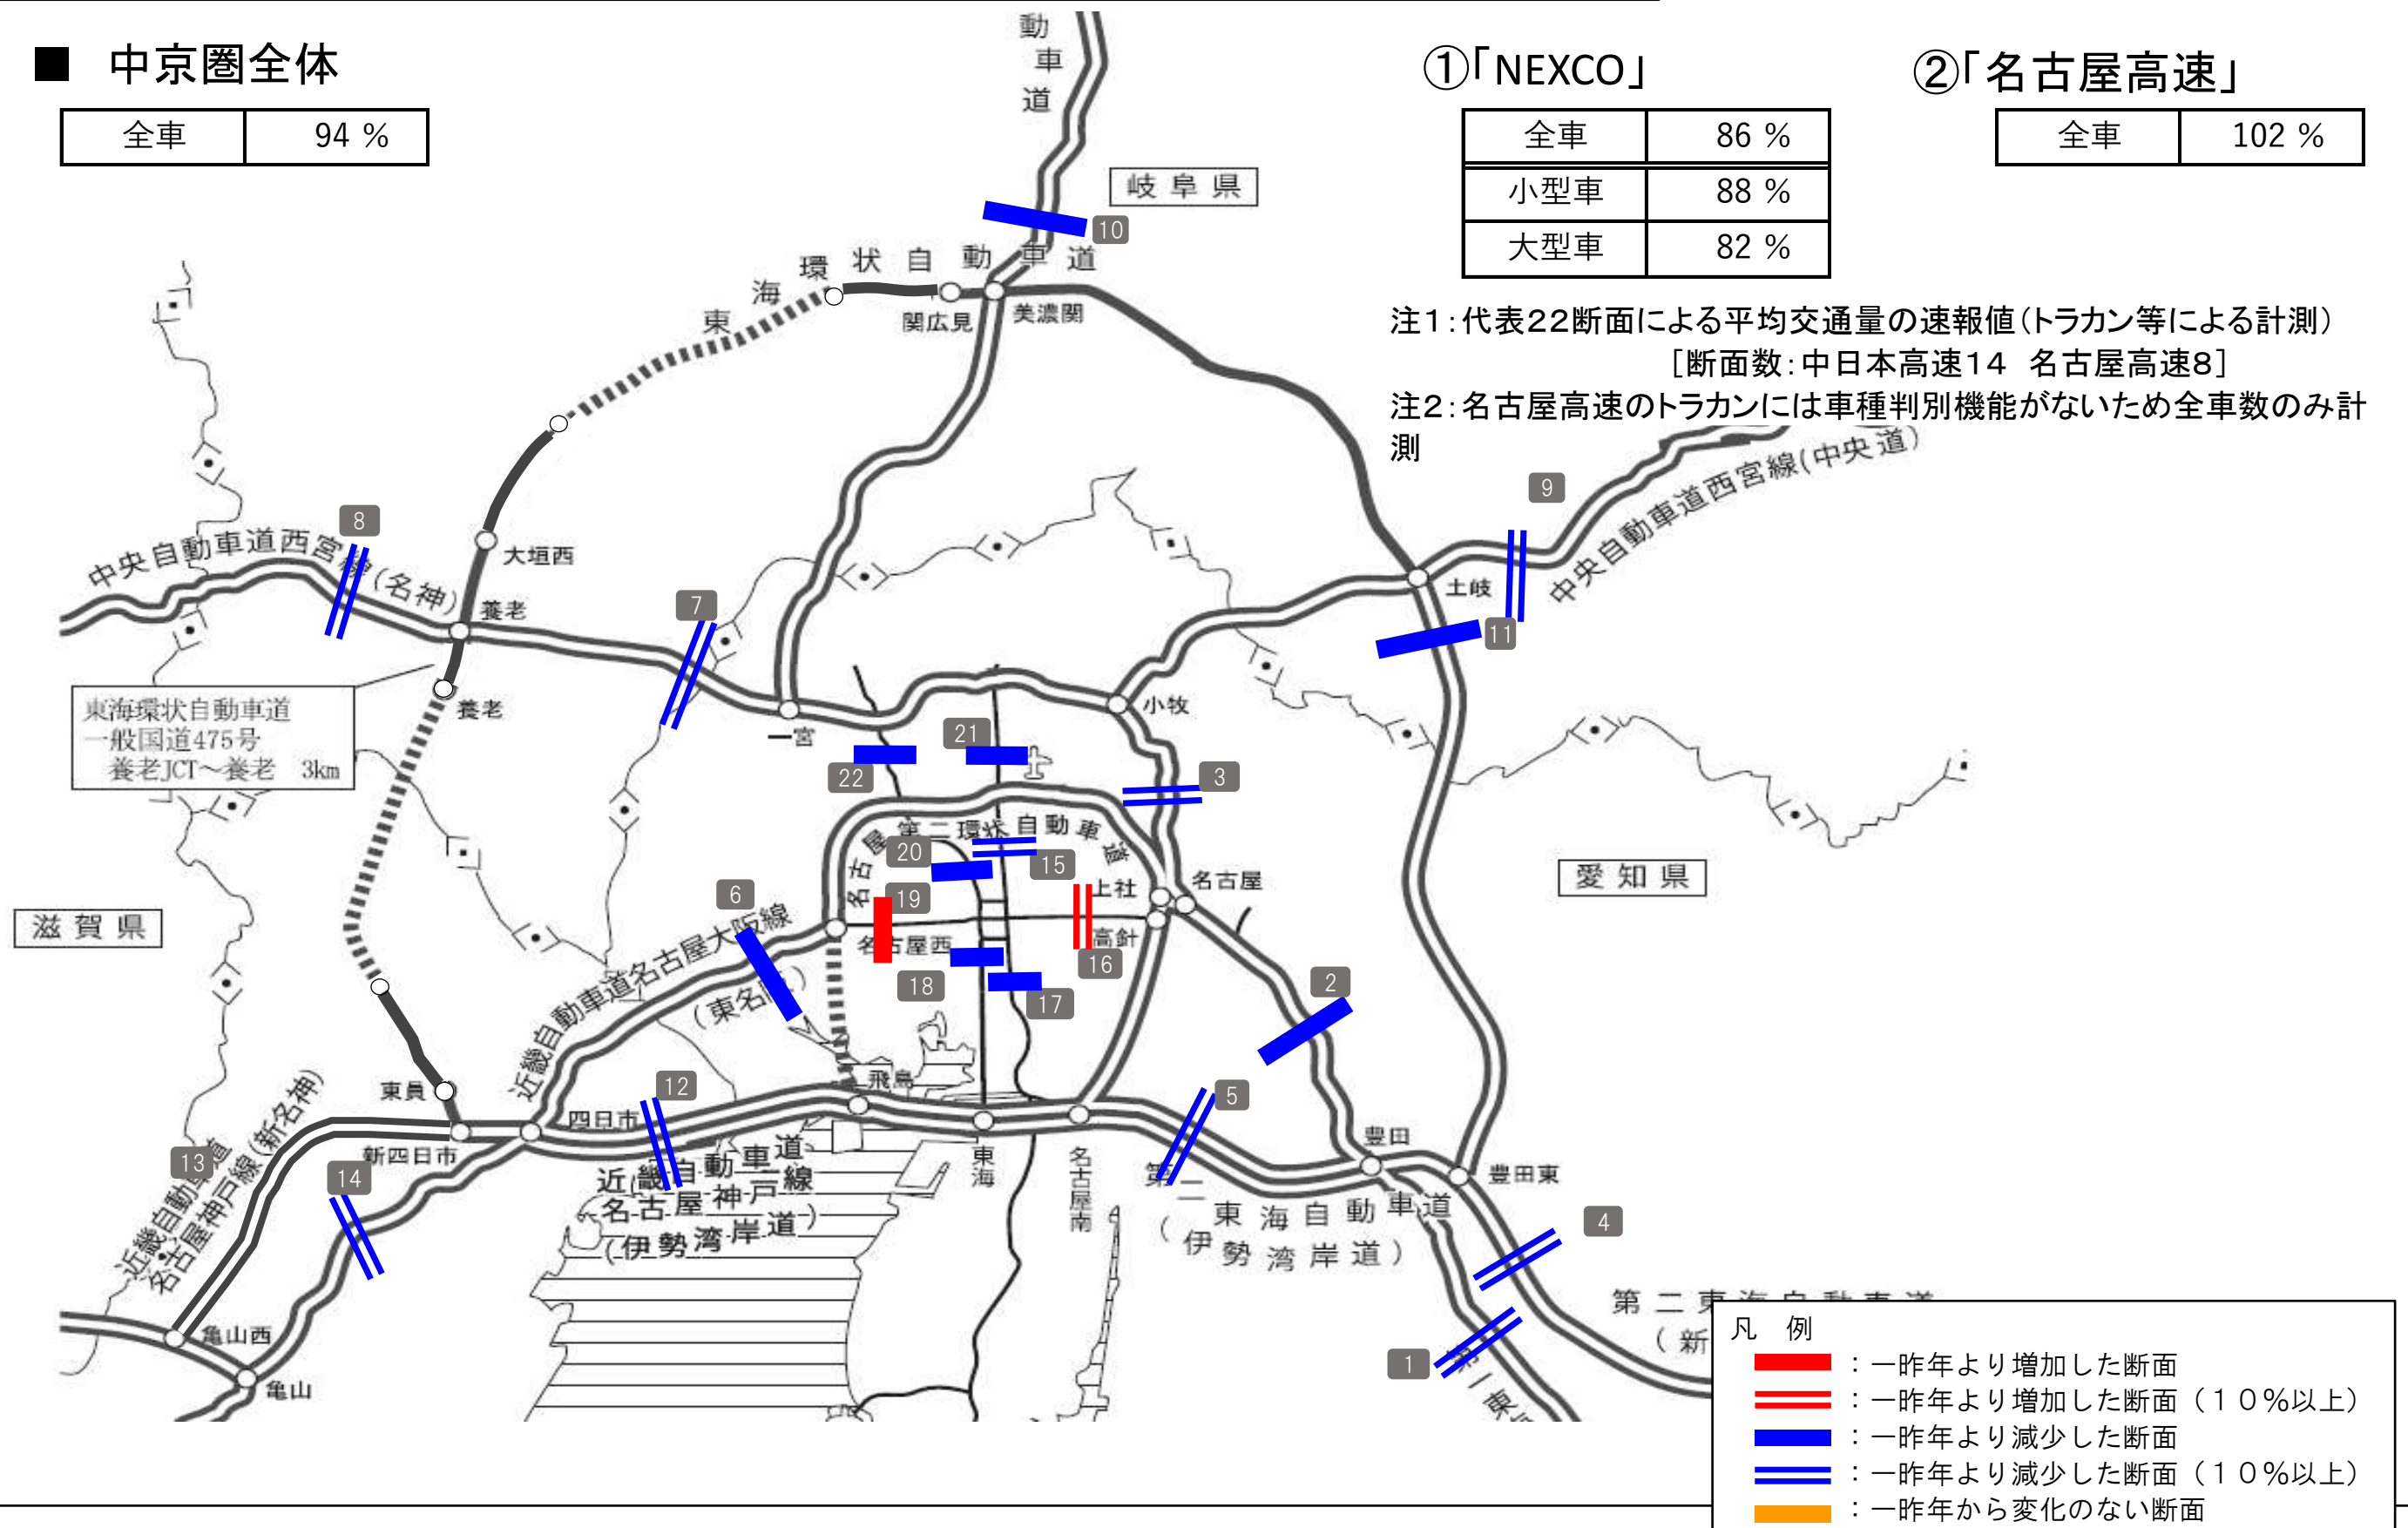 ■ 中京圏全体
全車 94 %
①「NEXCO」
全車 86 %
小型車 88 %
大型車 82 %
②「名古屋高速」
全車 102 %
注1：代表22断面による平均交通量の速報値（トラカン等による計測）
［断面数：中日本高速14 名古屋高速8］
注2：名古屋高速のトラカンには車種判別機能がないため全車数のみ計
測
動車道
岐阜県
10
東海環状自動車道
関広見
美濃関
9
中央自動車道西宮線(中央道)
8
中央自動車道西宮線(名神)
大垣西
養老
7
土岐
11
養老
東海環状自動車道
一般国道475号
養老JCT～養老 3km
一宮
小牧
21
22
3
名古屋第二環状自動車道
20
15
上社
名古屋
愛知県
19
6
滋賀県
名古屋西
高針
16
18
17
2
近畿自動車道名古屋大阪線
(東名阪)
飛島
東員
12
5
四日市
新四日市
13
14
近畿自動車道
名古屋神戸線(新名神)
近畿自動車道
名古屋神戸線
(伊勢湾岸道)
東海
名古屋南
豊田
豊田東
第二東海自動車道
(伊勢湾岸道)
4
亀山西
亀山
1
第一東
第二東海自動車道
(新
凡 例
：一昨年より増加した断面
：一昨年より増加した断面（１０%以上）
：一昨年より減少した断面
：一昨年より減少した断面（１０%以上）
：一昨年から変化のない断面